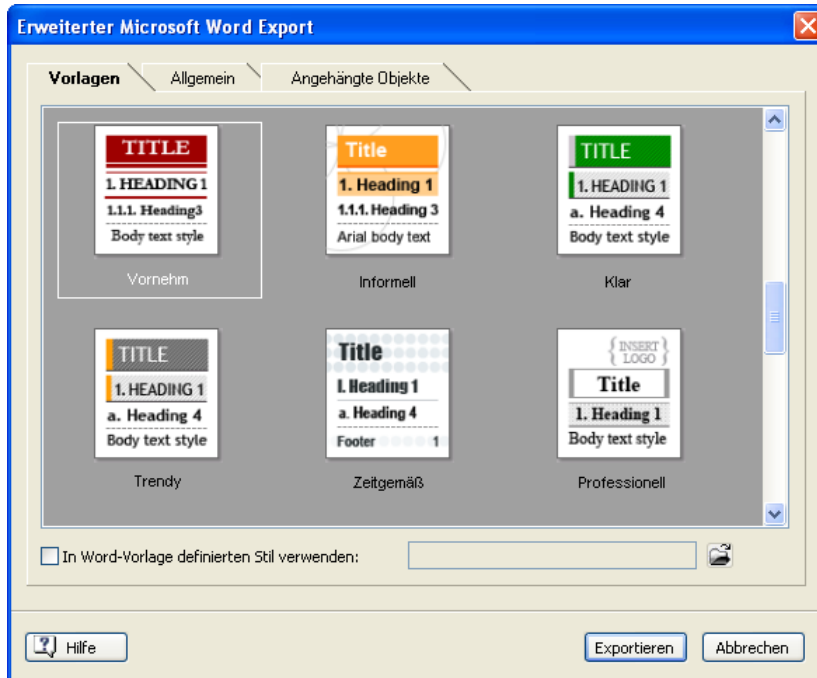 Erweiterter Microsoft Word Export
Vorlagen Allgemein Angehängte Objekte
TITLE
1. HEADING 1
1.1.1. Heading3
Body text style
Vornehm
Title
1. Heading 1
1.1.1. Heading 3
Arial body text
Informell
TITLE
1. HEADING 1
a. Heading 4
Body text style
Klar
TITLE
1. HEADING 1
a. Heading 4
Body text style
Trendy
Title
I. Heading 1
a. Heading 4
Footer 1
Zeitgemäß
{INSERT LOGO}
Title
1. Heading 1
Body text style
Professionell
In Word-Vorlage definierten Stil verwenden:
Hilfe Exportieren Abbrechen